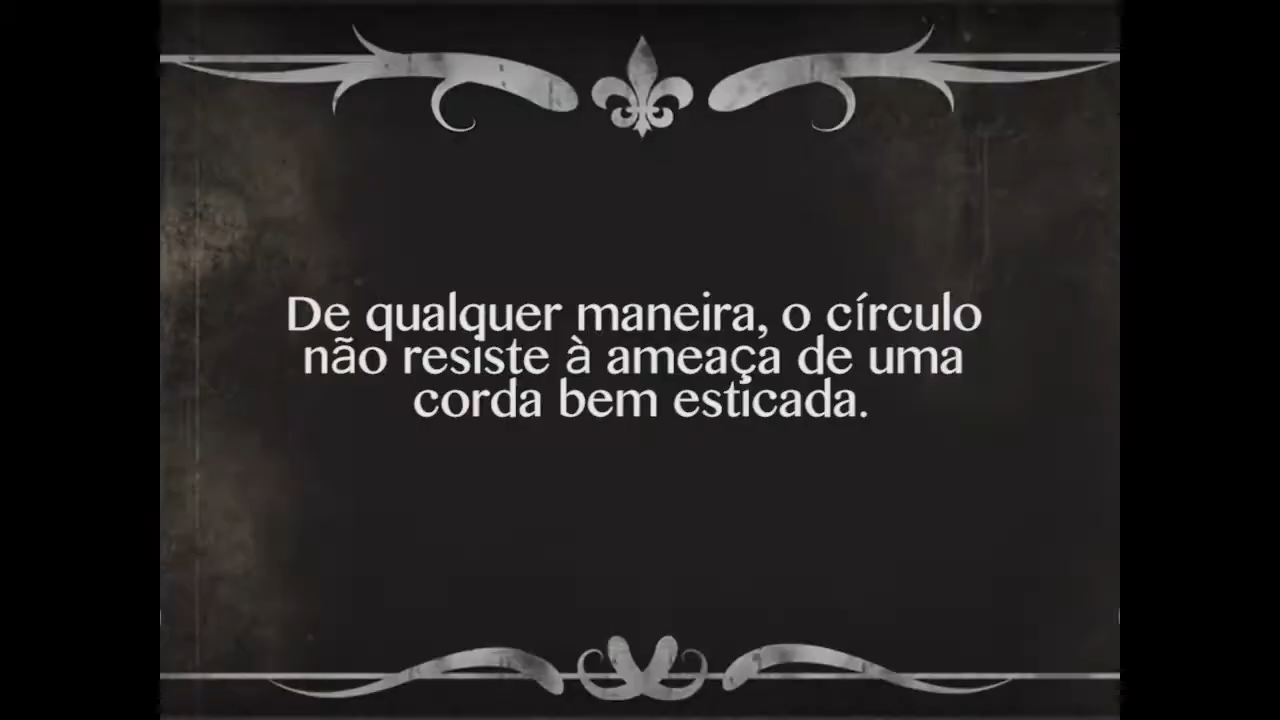 De qualquer maneira, o círculo
não resiste à ameaça de uma
corda bem esticada.